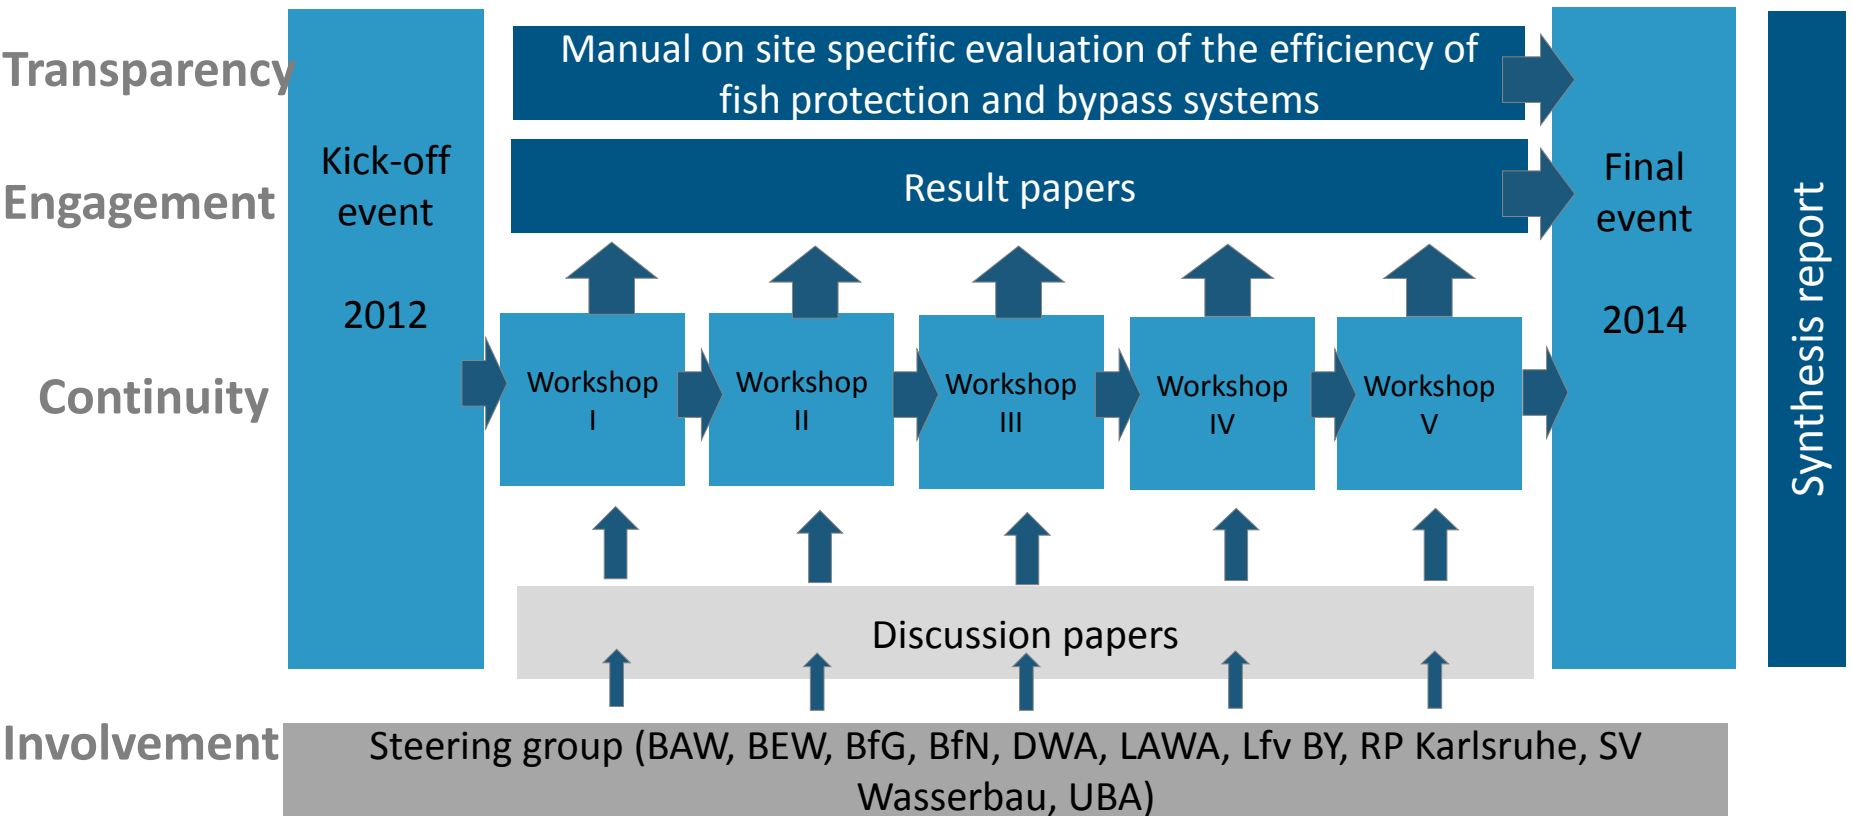 Transparency
Engagement
Continuity
Involvement
Kick-off
event
2012
Manual on site specific evaluation of the efficiency of
fish protection and bypass systems
Result papers
Workshop
I
Workshop
II
Workshop
III
Workshop
IV
Workshop
V
Discussion papers
Steering group (BAW, BEW, BfG, BfN, DWA, LAWA, Lfv BY, RP Karlsruhe, SV
Wasserbau, UBA)
Final
event
2014
Synthesis report